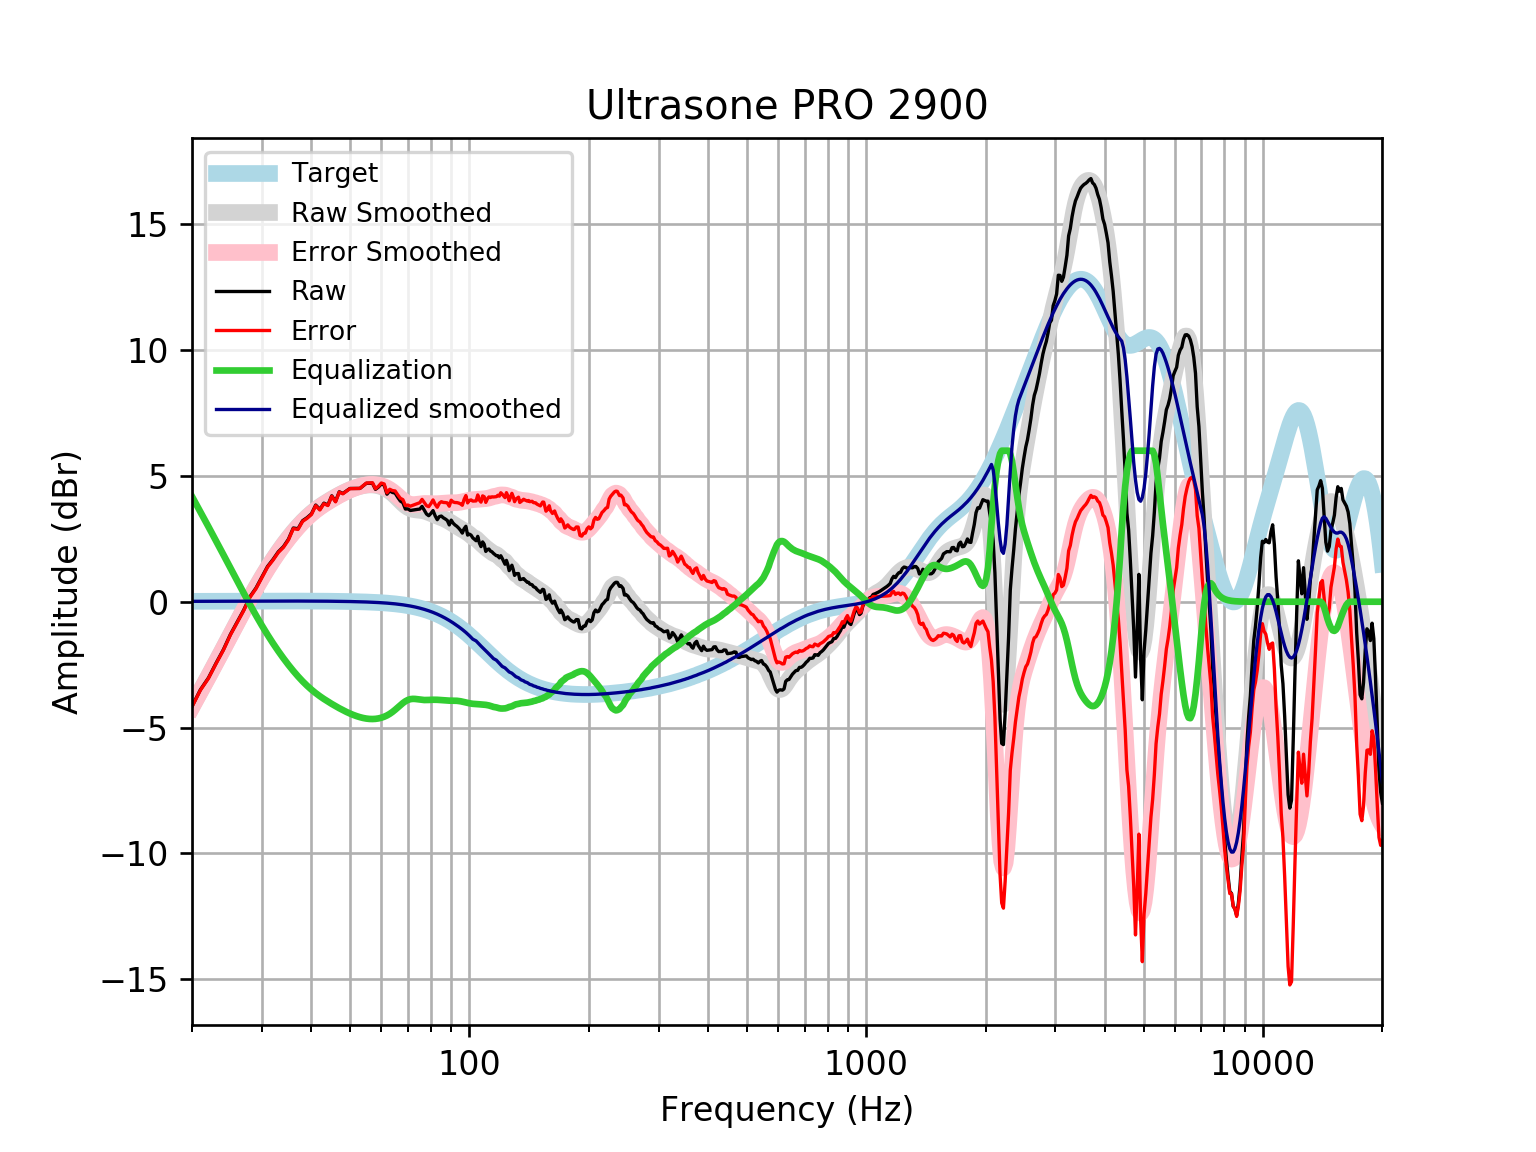 Ultrasone PRO 2900
Target
Raw Smoothed
Error Smoothed
Raw
Error
Equalization
Equalized smoothed
Amplitude (dBr)
15
10
5
0
−5
−10
−15
100
1000
10000
Frequency (Hz)